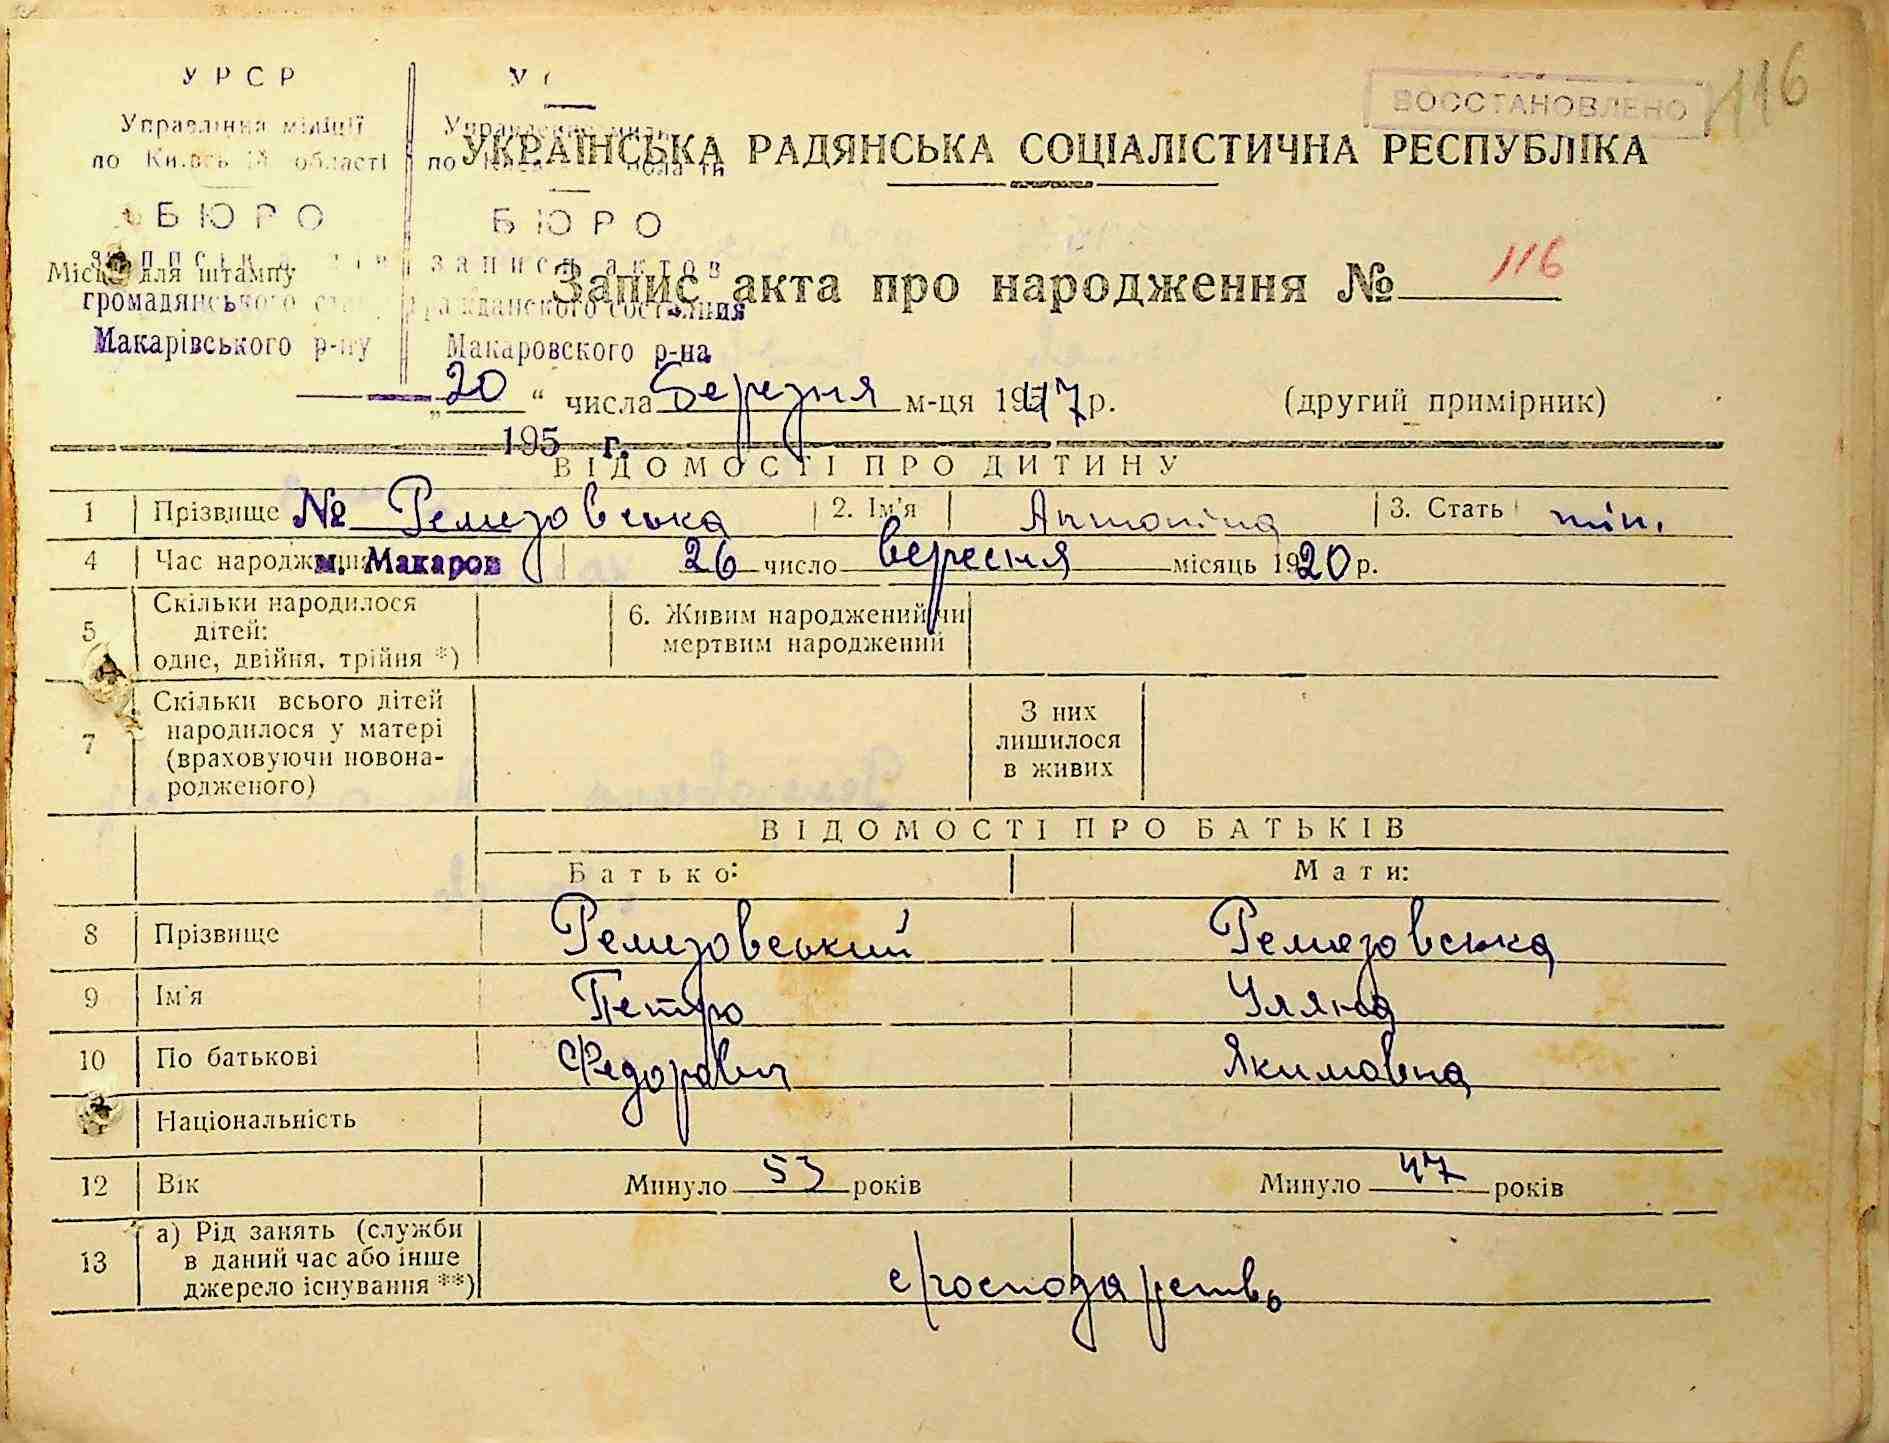 116
ВОССТАНОВЛЕНО
УРСР
Управління міліції
по Київській області
БЮРО
громадянського
Макарівського р-ну
БЮРО
записи актов
гражданского состояния
Макаровского р-на
195 г.
№
м. Макаров
УКРАЇНСЬКА РАДЯНСЬКА СОЦІАЛІСТИЧНА РЕСПУБЛІКА
Місце для штампу
Запис акта про народження № 116
„20“ числа Березня м-ця 1947 р. (другий примірник)
ВІДОМОСТІ ПРО ДИТИНУ
1 Прізвище Ремезовська 2. Ім'я Антоніна 3. Стать
4 Час народження 26 число вересня місяць 1920 р.
5 Скільки народилося
дітей:
одне, двійня, трійня *)
6. Живим народжений чи
мертвим народжений
7 Скільки всього дітей
народилося у матері
(враховуючи новона-
родженого)
З них
лишилося
в живих
ВІДОМОСТІ ПРО БАТЬКІВ
Батько: Мати:
8 Прізвище Ремезовський Ремезовська
9 Ім'я Петро Уляна
10 По батькові Федорович Якимовна
Національність
12 Вік Минуло 53 років Минуло 47 років
13 а) Рід занять (служби
в даний час або інше
джерело існування **)
с/господарство